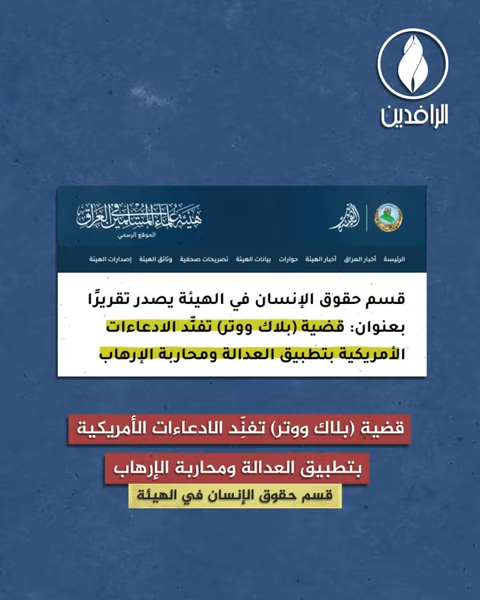 الرافدين
هيئة علماء المسلمين في العراق
الموقع الرسمي
الرئيسة أخبار العراق أخبار الهيئة حوارات بيانات الهيئة تصريحات صحفية وثائق الهيئة إصدارات الهيئة
قسم حقوق الإنسان في الهيئة يصدر تقريرًا
بعنوان: قضية (بلاك ووتر) تفنِّد الادعاءات
الأمريكية بتطبيق العدالة ومحاربة الإرهاب
قضية (بلاك ووتر) تفنِّد الادعاءات الأمريكية
بتطبيق العدالة ومحاربة الإرهاب
قسم حقوق الإنسان في الهيئة